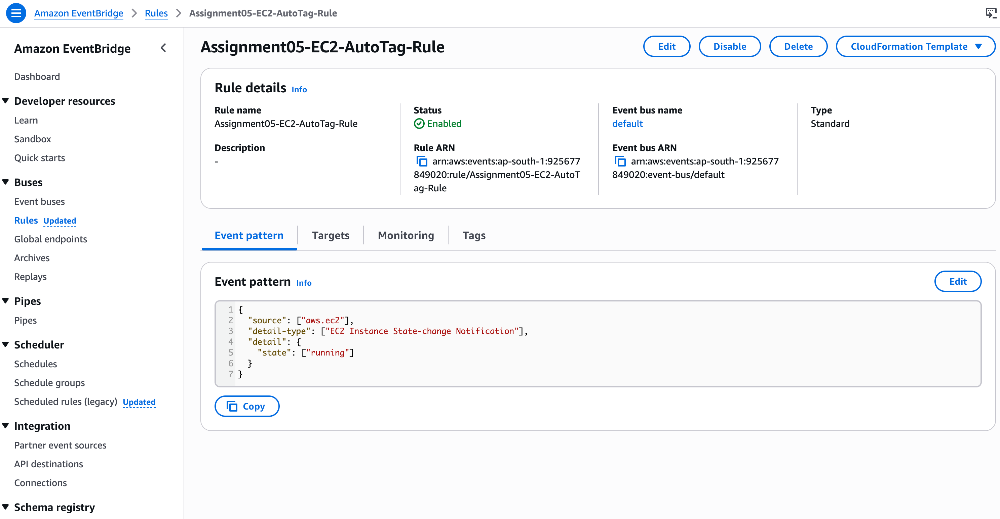 Amazon EventBridge > Rules > Assignment05-EC2-AutoTag-Rule
Amazon EventBridge
Dashboard
Developer resources
Learn
Sandbox
Quick starts
Buses
Event buses
Rules Updated
Global endpoints
Archives
Replays
Pipes
Pipes
Scheduler
Schedules
Schedule groups
Scheduled rules (legacy) Updated
Integration
Partner event sources
API destinations
Connections
Schema registry
Assignment05-EC2-AutoTag-Rule
Edit
Disable
Delete
CloudFormation Template
Rule details Info
Rule name
Assignment05-EC2-AutoTag-Rule
Description
-
Status
Enabled
Rule ARN
arn:aws:events:ap-south-1:925677
849020:rule/Assignment05-EC2-AutoT
ag-Rule
Event bus name
default
Event bus ARN
arn:aws:events:ap-south-1:925677
849020:event-bus/default
Type
Standard
Event pattern
Targets
Monitoring
Tags
Event pattern Info
Edit
1 {
2   "source": ["aws.ec2"],
3   "detail-type": ["EC2 Instance State-change Notification"],
4   "detail": {
5     "state": ["running"]
6   }
7 }
Copy